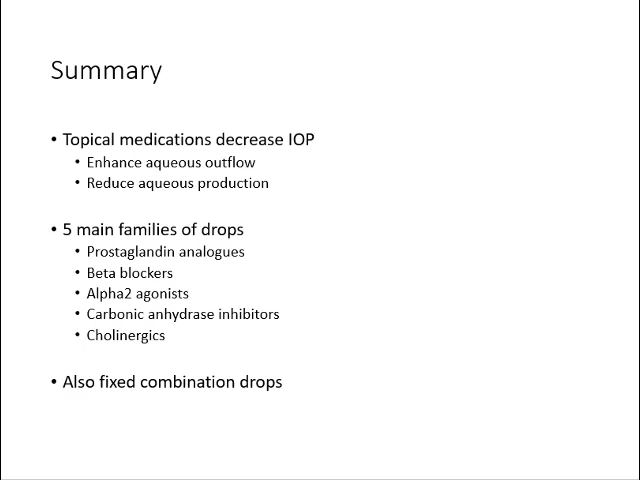 Summary
• Topical medications decrease IOP
• Enhance aqueous outflow
• Reduce aqueous production
• 5 main families of drops
• Prostaglandin analogues
• Beta blockers
• Alpha2 agonists
• Carbonic anhydrase inhibitors
• Cholinergics
• Also fixed combination drops